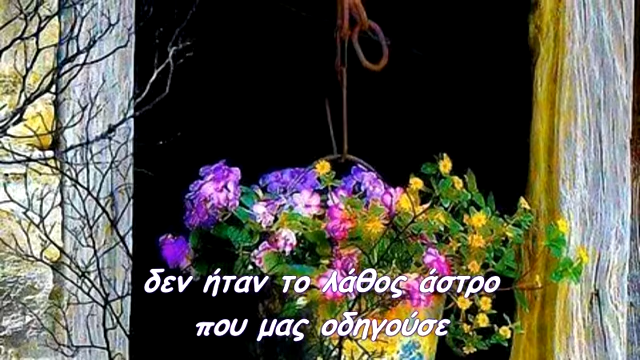 δεν ήταν το λάθος άστρο
που μας οδηγούσε